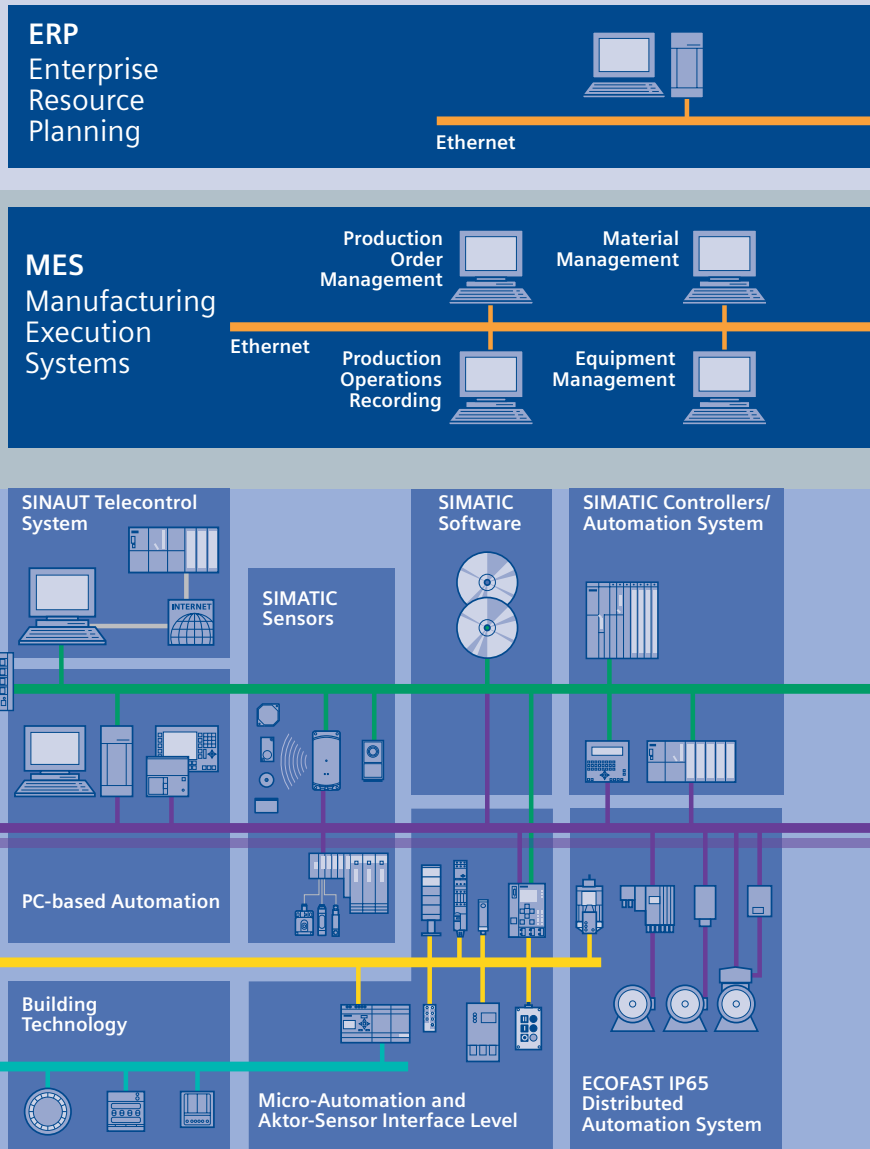 ERP
Enterprise
Resource
Planning
Ethernet
MES
Manufacturing
Execution
Systems
Production
Order
Management
Material
Management
Ethernet
Production
Operations
Recording
Equipment
Management
SINAUT Telecontrol
System
INTERNET
SIMATIC
Sensors
SIMATIC
Software
SIMATIC Controllers/
Automation System
PC-based Automation
Building
Technology
Micro-Automation and
Aktor-Sensor Interface Level
ECOFAST IP65
Distributed
Automation System